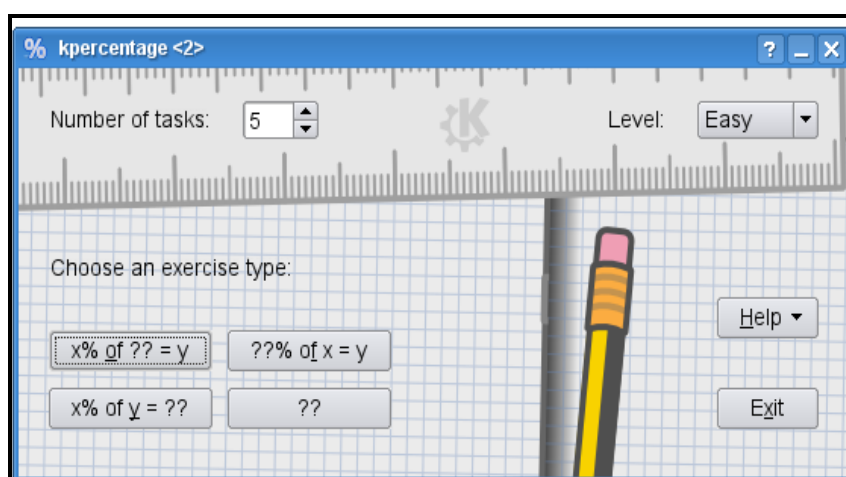 % kpercentage <2>
Number of tasks: 5 Level: Easy
Choose an exercise type:
Help
x% of ?? = y ??% of x = y
x% of y = ?? ?? Exit